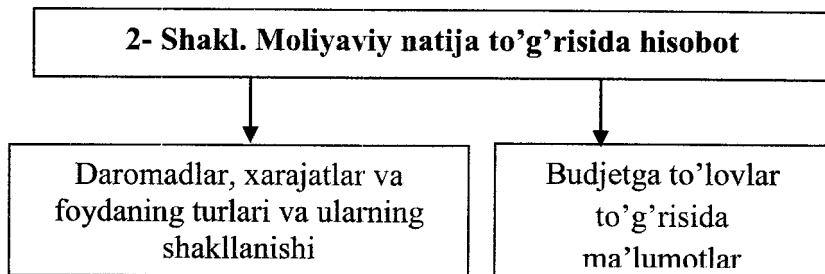 2- Shakl. Moliyaviy natija to’g’risida hisobot
Daromadlar, xarajatlar va
foydaning turlari va ularning
shakllanishi
Budjetga to’lovlar
to’g’risida
ma’lumotlar